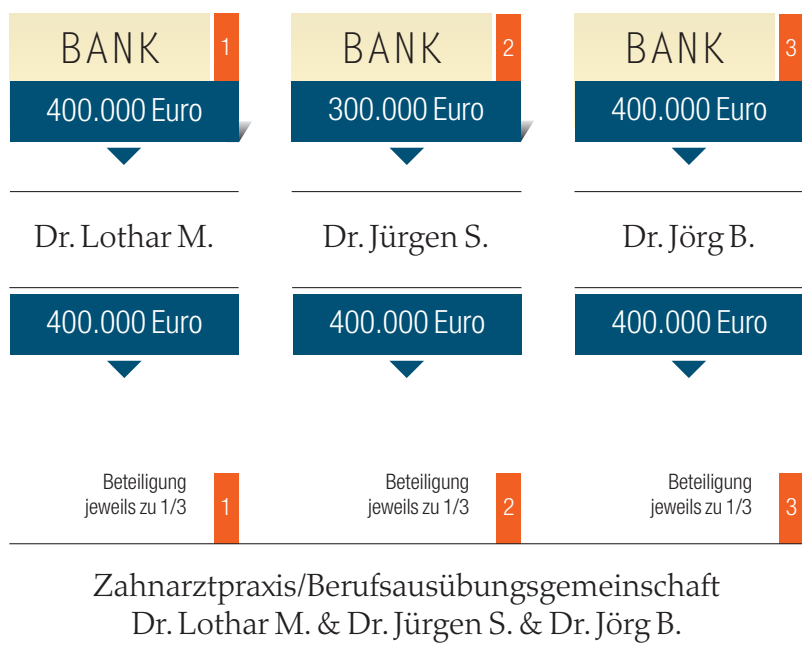 BANK 1
400.000 Euro
Dr. Lothar M.
400.000 Euro
Beteiligung
jeweils zu 1/3
1
BANK 2
300.000 Euro
Dr. Jürgen S.
400.000 Euro
Beteiligung
jeweils zu 1/3
2
BANK 3
400.000 Euro
Dr. Jörg B.
400.000 Euro
Beteiligung
jeweils zu 1/3
3
Zahnarztpraxis/Berufsausübungsgemeinschaft
Dr. Lothar M. & Dr. Jürgen S. & Dr. Jörg B.